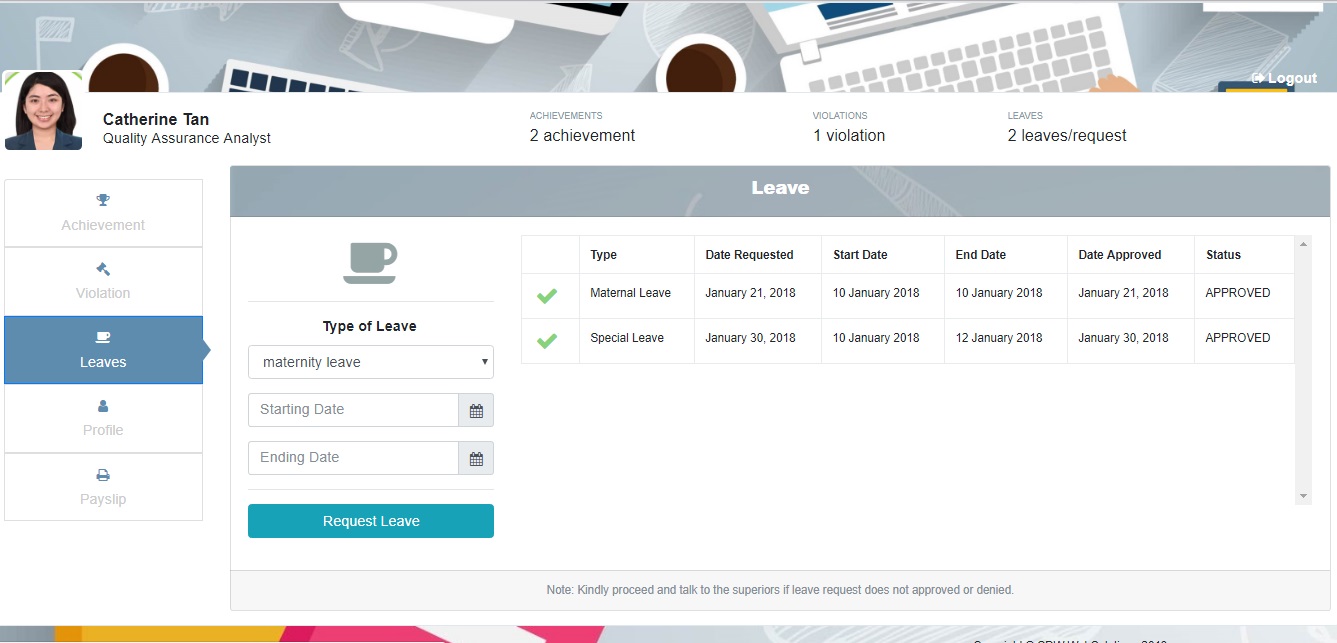 Logout
Catherine Tan
Quality Assurance Analyst
ACHIEVEMENTS
2 achievement
VIOLATIONS
1 violation
LEAVES
2 leaves/request
Achievement
Violation
Leaves
Profile
Payslip
Leave
Type of Leave
maternity leave
Starting Date
Ending Date
Request Leave
Type Date Requested Start Date End Date Date Approved Status
Maternal Leave January 21, 2018 10 January 2018 10 January 2018 January 21, 2018 APPROVED
Special Leave January 30, 2018 10 January 2018 12 January 2018 January 30, 2018 APPROVED
Note: Kindly proceed and talk to the superiors if leave request does not approved or denied.